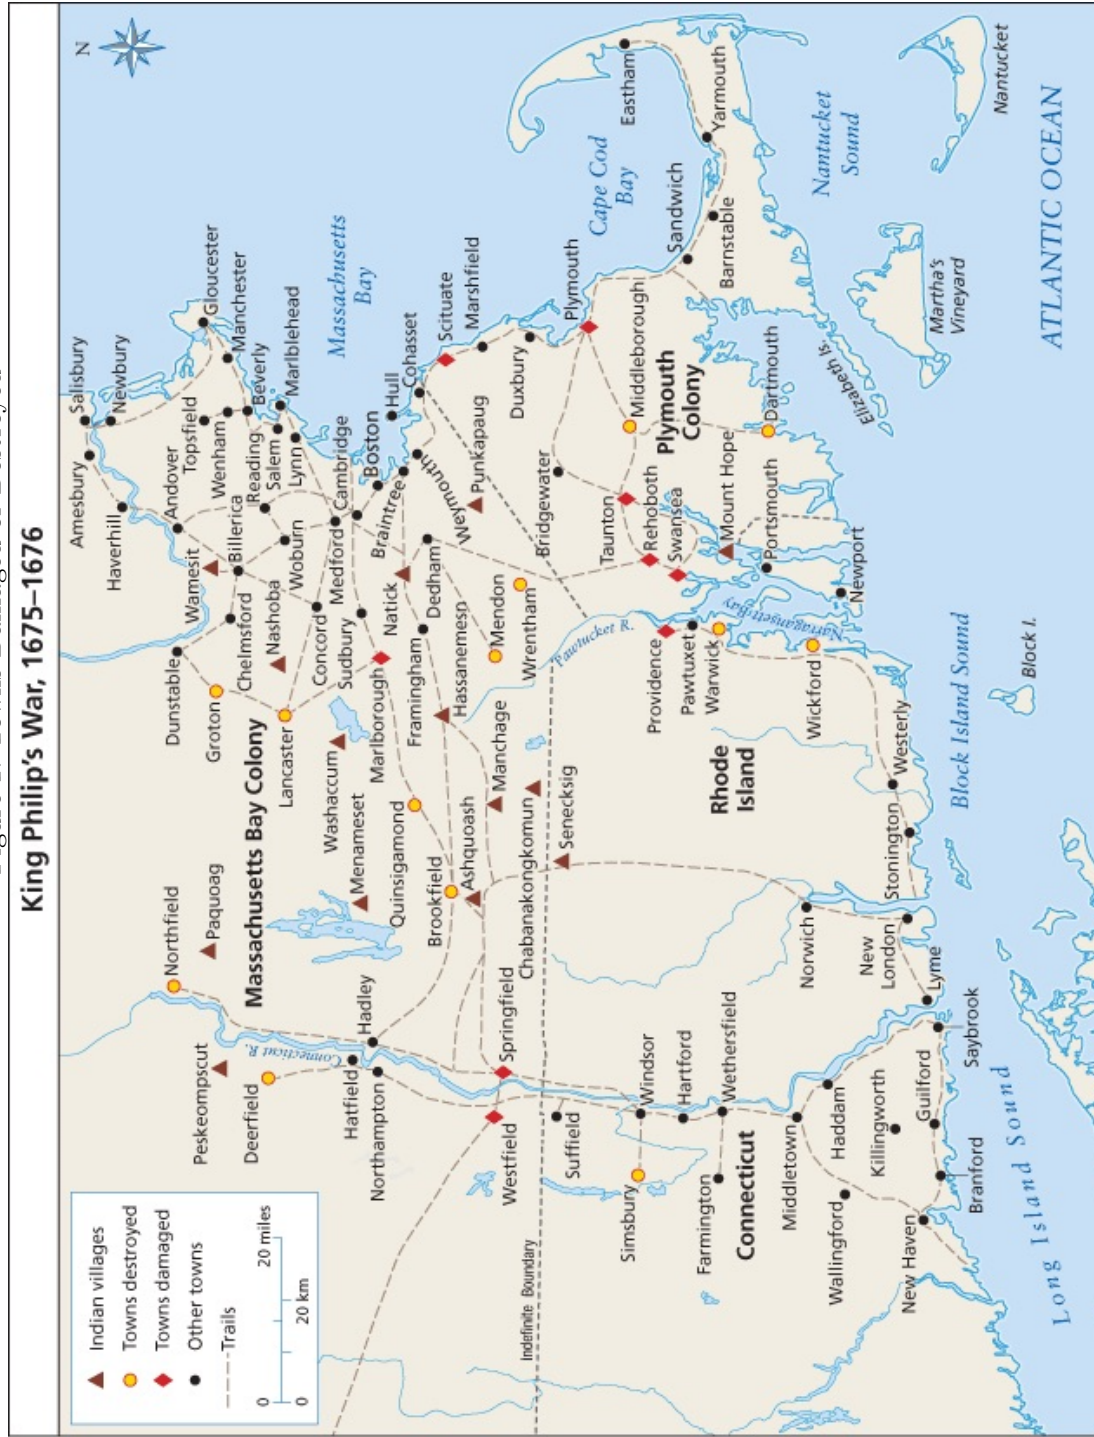 King Philip's War, 1675–1676
N
Indian villages
Towns destroyed
Towns damaged
Other towns
Trails
0
20 miles
0
20 km
Salisbury
Newbury
Amesbury
Haverhill
Andover
Topsfield
Gloucester
Manchester
Wenham
Beverly
Marlblehead
Reading
Salem
Lynn
Wamesit
Billerica
Woburn
Cambridge
Medford
Boston
Hull
Cohasset
Scituate
Marshfield
Massachusetts
Bay
Dunstable
Chelmsford
Nashoba
Concord
Sudbury
Groton
Lancaster
Massachusetts Bay Colony
Washaccum
Marlborough
Natick
Framingham
Dedham
Braintree
Weymouth
Punkapaug
Duxbury
Plymouth
Cape Cod
Bay
Eastham
Yarmouth
Sandwich
Barnstable
Nantucket
Sound
Nantucket
Martha's
Vineyard
Elizabeth Is.
ATLANTIC OCEAN
Northfield
Paquoag
Menameset
Quinsigamond
Brookfield
Ashquoash
Hassanemesn
Manchage
Chabanakongkomun
Senecksig
Mendon
Wrentham
Bridgewater
Middleborough
Plymouth
Colony
Dartmouth
Taunton
Rehoboth
Swansea
Mount Hope
Portsmouth
Newport
Pawtucket R.
Providence
Pawtuxet
Warwick
Narragansett Bay
Wickford
Rhode
Island
Westerly
Stonington
Block Island Sound
Block I.
Peskeompscut
Deerfield
Connecticut R.
Hatfield
Hadley
Northampton
Springfield
Westfield
Indefinite Boundary
Suffield
Windsor
Simsbury
Hartford
Farmington
Wethersfield
Connecticut
Middletown
Haddam
Wallingford
Killingworth
New Haven
Branford
Guilford
Saybrook
Lyme
New
London
Norwich
Long Island Sound